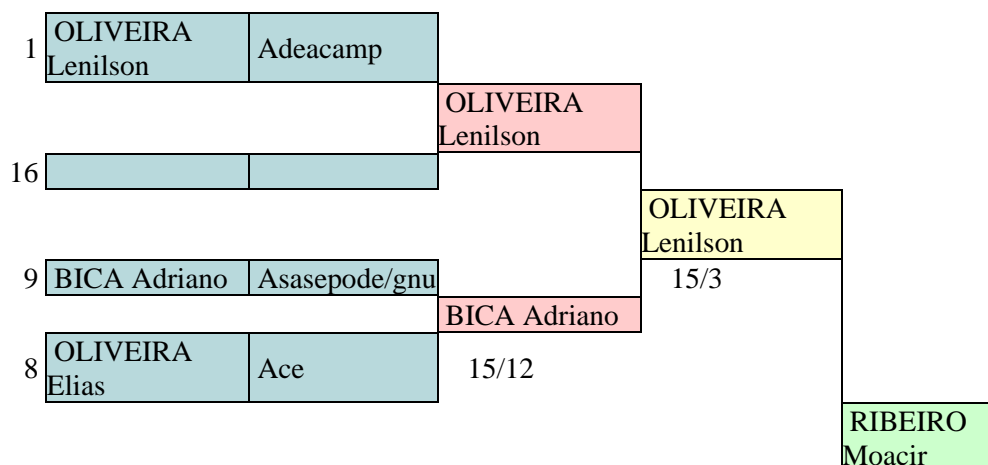 1 OLIVEIRA Lenilson Adeacamp
OLIVEIRA
Lenilson
16
OLIVEIRA
Lenilson
9 BICA Adriano Asasepode/gnu
15/3
BICA Adriano
8 OLIVEIRA Elias Ace
15/12
RIBEIRO
Moacir